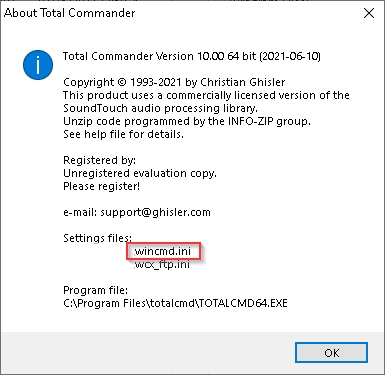 About Total Commander
Total Commander Version 10.00 64 bit (2021-06-10)
Copyright © 1993-2021 by Christian Ghisler
This product uses a commercially licensed version of the
SoundTouch audio processing library.
Unzip code programmed by the INFO-ZIP group.
See help file for details.
Registered by:
Unregistered evaluation copy.
Please register!
e-mail: support@ghisler.com
Settings files:
wincmd.ini
wcx_ftp.ini
Program file:
C:\Program Files\totalcmd\TOTALCMD64.EXE
OK